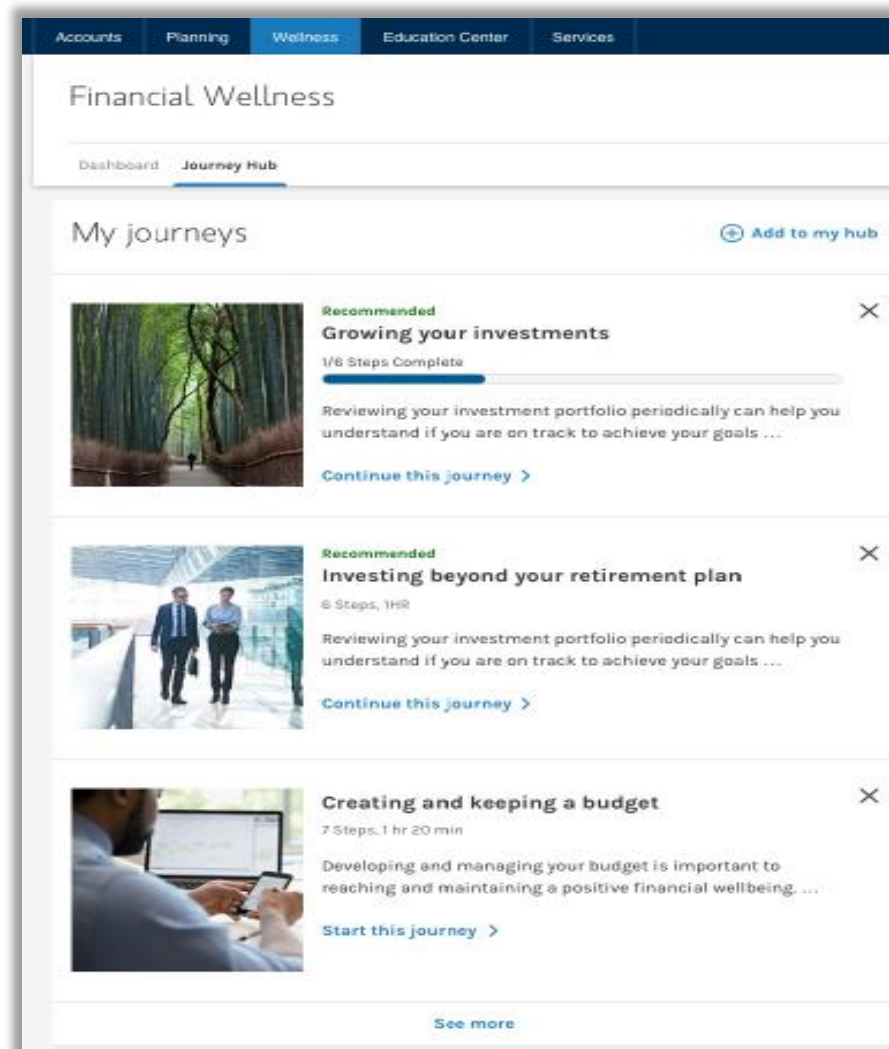 Accounts Planning Wellness Education Center Services
Financial Wellness
Dashboard Journey Hub
My journeys
Add to my hub
Recommended
Growing your investments
1/6 Steps Complete
Reviewing your investment portfolio periodically can help you
understand if you are on track to achieve your goals ...
Continue this journey >
Recommended
Investing beyond your retirement plan
6 Steps, 1HR
Reviewing your investment portfolio periodically can help you
understand if you are on track to achieve your goals ...
Continue this journey >
Creating and keeping a budget
7 Steps, 1 hr 20 min
Developing and managing your budget is important to
reaching and maintaining a positive financial wellbeing. ...
Start this journey >
See more